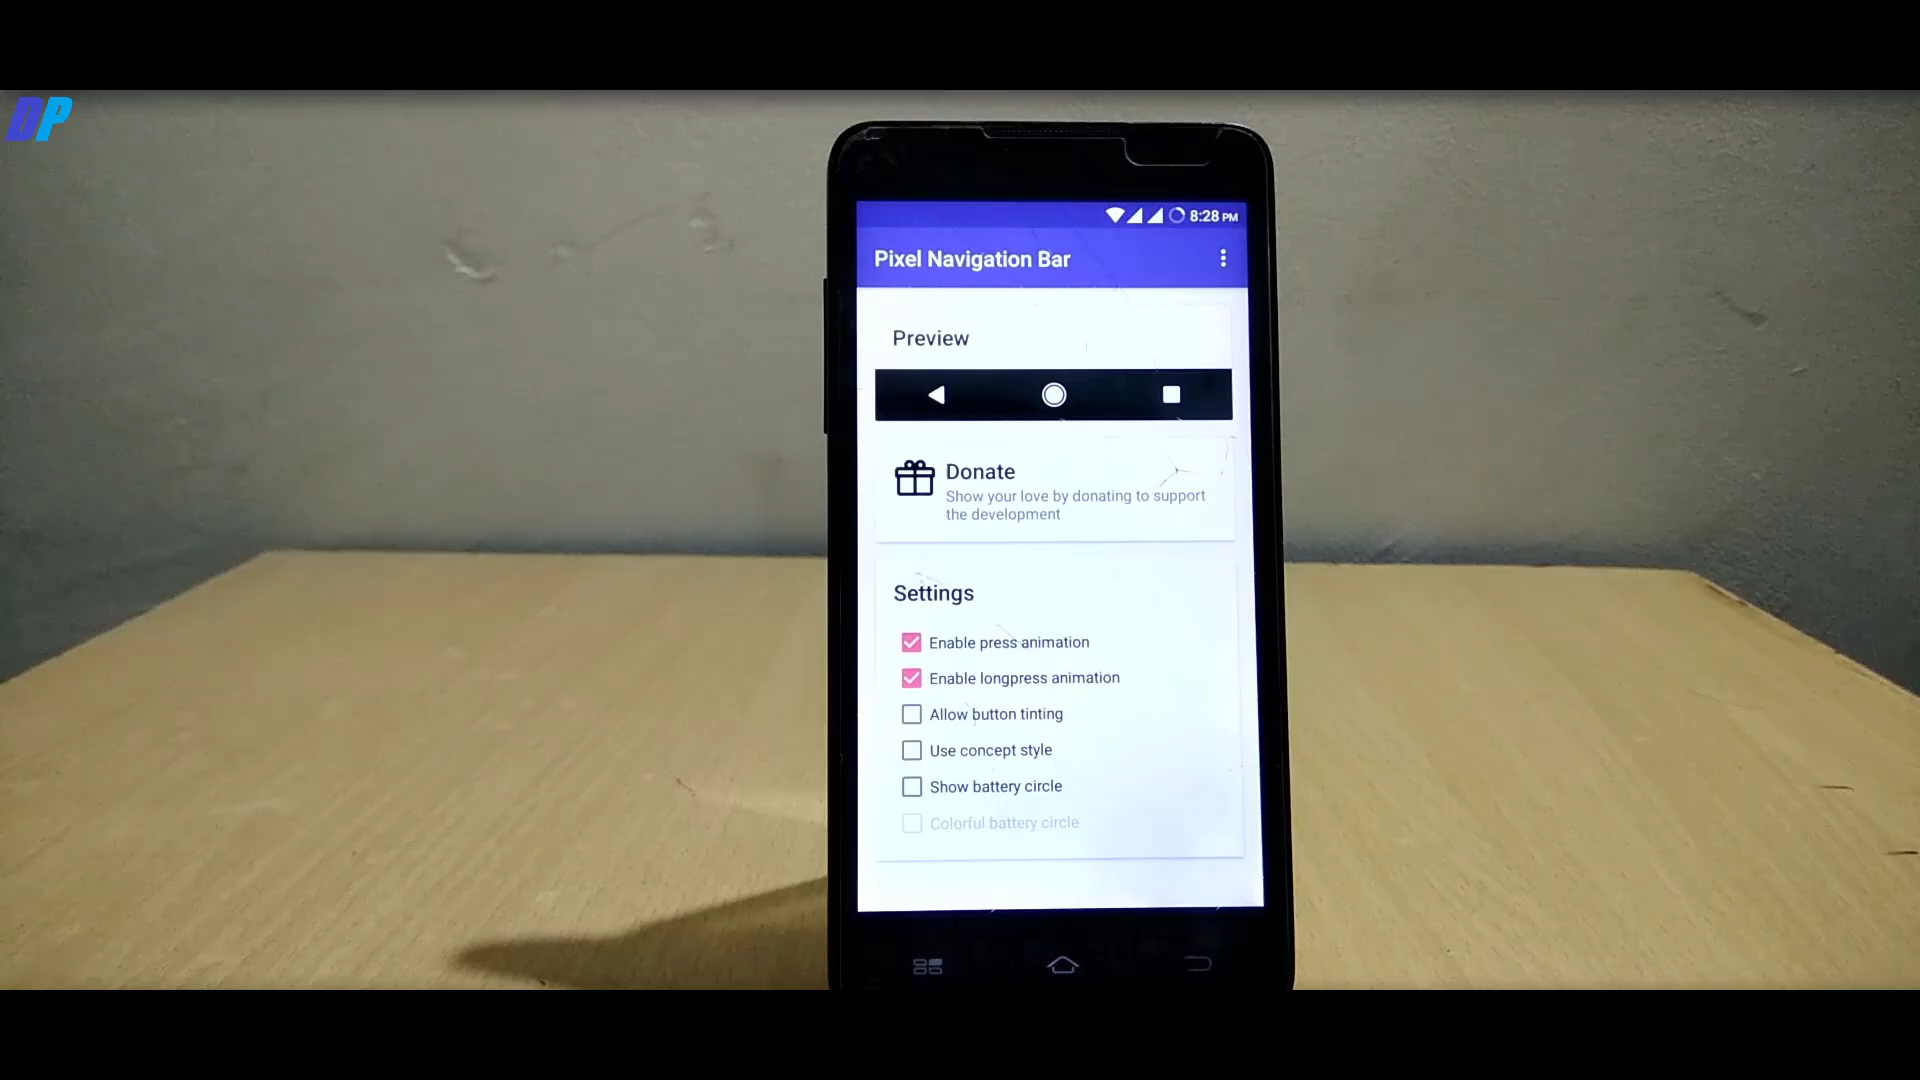 DP
8:28 PM
Pixel Navigation Bar
Preview
Donate
Show your love by donating to support
the development
Settings
Enable press animation
Enable longpress animation
Allow button tinting
Use concept style
Show battery circle
Colorful battery circle